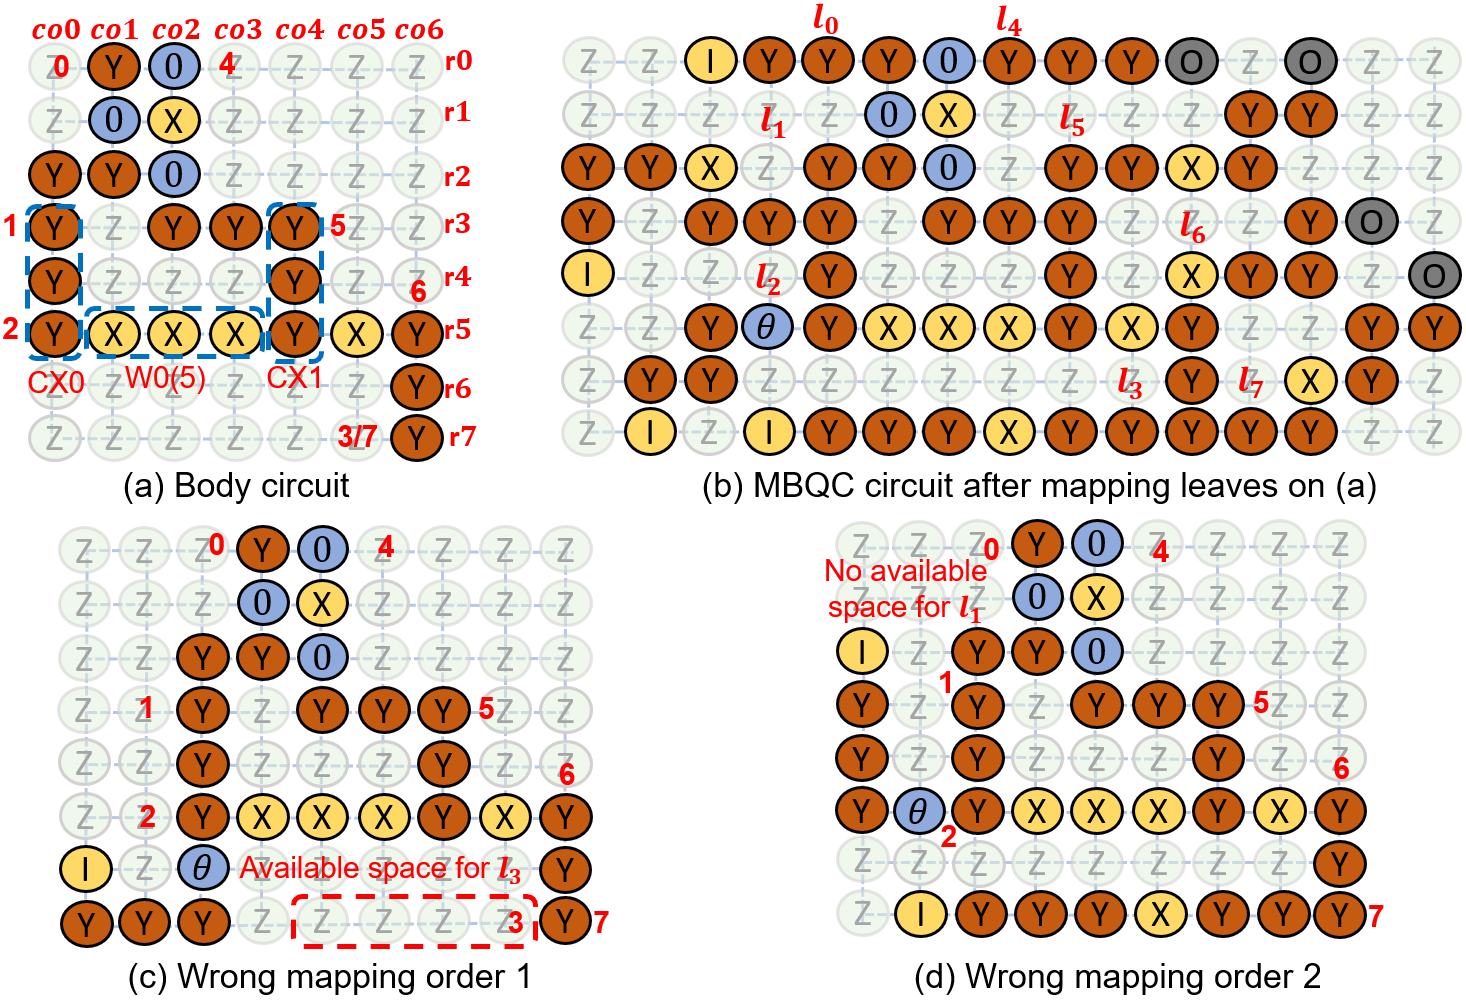 co0 co1 co2 co3 co4 co5 co6
Z 0 Y 0 Z 4 Z Z Z r0
Z 0 X Z Z Z Z r1
Y Y 0 Z Z Z Z r2
1 Y Z Y Y Y 5 Z Z r3
Y Z Z Z Y Z Z 6 r4
2 Y X X X Y X Y r5
CX0 Z W0(5) Z CX1 Z Y r6
Z Z Z Z Z 3/7 Y r7
(a) Body circuit
l0 l4
Z Z I Y Y Y 0 Y Y Y O Z O Z Z
Z Z Z l1 Z Z 0 X Z Z l5 Z Z Y Y Z Z
Y Y X Z Y Y 0 Z Y Y X Y Z Z Z
Y Z Y Y Y Z Y Y Y Z Z l6 Z Y O Z
I Z Z Z l2 Y Z Z Z Y Z X Y Y Z O
Z Z Y θ Y X X X Y X Y Z Z Y Y
Z Y Y Z Z Z Z Z Z Z l3 Y Z l7 X Y Z
Z I Z I Y Y Y X Y Y Y Y Y Z Z
(b) MBQC circuit after mapping leaves on (a)
Z Z Z 0 Y 0 Z 4 Z Z Z
Z Z Z 0 X Z Z Z Z
Z Z Y Y 0 Z Z Z Z
Z Z 1 Y Z Y Y Y 5 Z Z
Z Z Y Z Z Z Y Z Z 6
Z Z 2 Y X X X Y X Y
I Z θ Available space for l3 Y
Y Y Y Z Z Z Z Z 3 Y 7
(c) Wrong mapping order 1
Z Z Z 0 Y 0 Z 4 Z Z Z
No available
space for l1
Z Z Z 0 X Z Z Z Z
I Z Y Y 0 Z Z Z Z
Y Z 1 Y Z Y Y Y 5 Z Z
Y Z Y Z Z Z Y Z Z 6
Y θ 2 Y X X X Y X Y
Z Z Z Z Z Z Z Z Y
Z I Y Y Y X Y Y Y 7
(d) Wrong mapping order 2